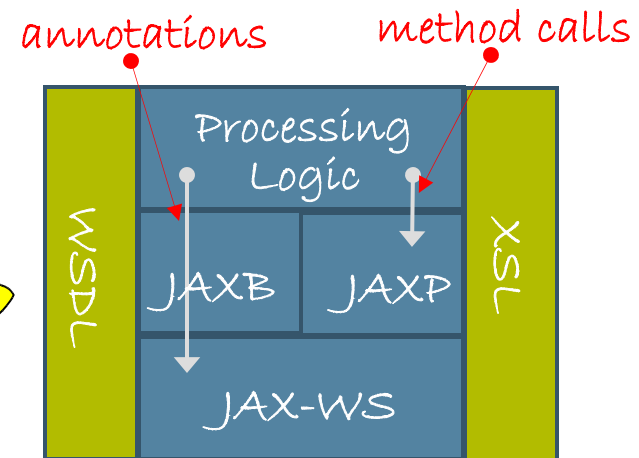 annotations
method calls
Processing
Logic
WSDL
JAXB
JAXP
XSL
JAX-WS